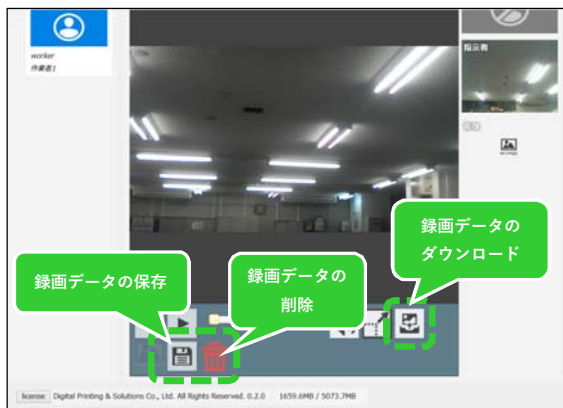 worker
作業者1
指示者
録画データの
ダウンロード
録画データの保存
録画データの
削除
license Digital Printing & Solutions Co., Ltd. All Rights Reserved. 0.2.0 1659.6MB / 5073.7MB